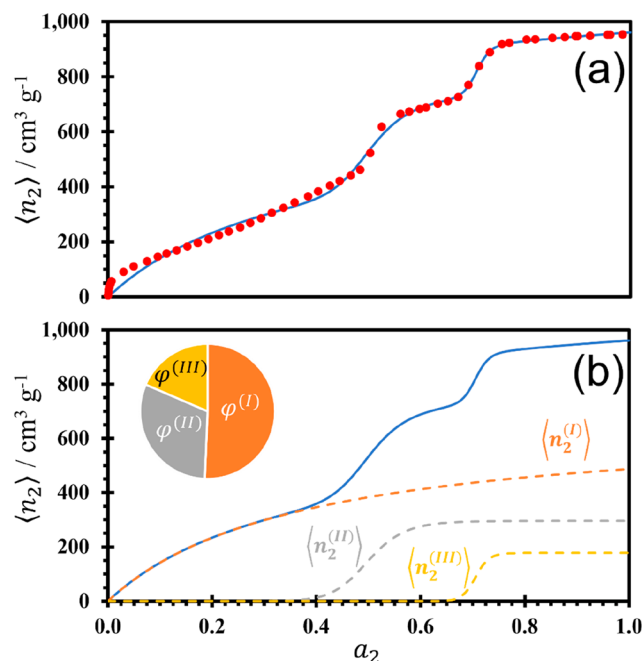 (a)
⟨n₂⟩ / cm³ g⁻¹
1,000
800
600
400
200
0
(b)
⟨n₂⟩ / cm³ g⁻¹
1,000
800
600
400
200
0
φ^(III)
φ^(II)
φ^(I)
⟨n₂^(I)⟩
⟨n₂^(II)⟩
⟨n₂^(III)⟩
0.0 0.2 0.4 0.6 0.8 1.0
a₂